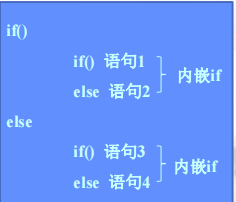 if()
if() 语句1
else 语句2
内嵌if
else
if() 语句3
else 语句4
内嵌if